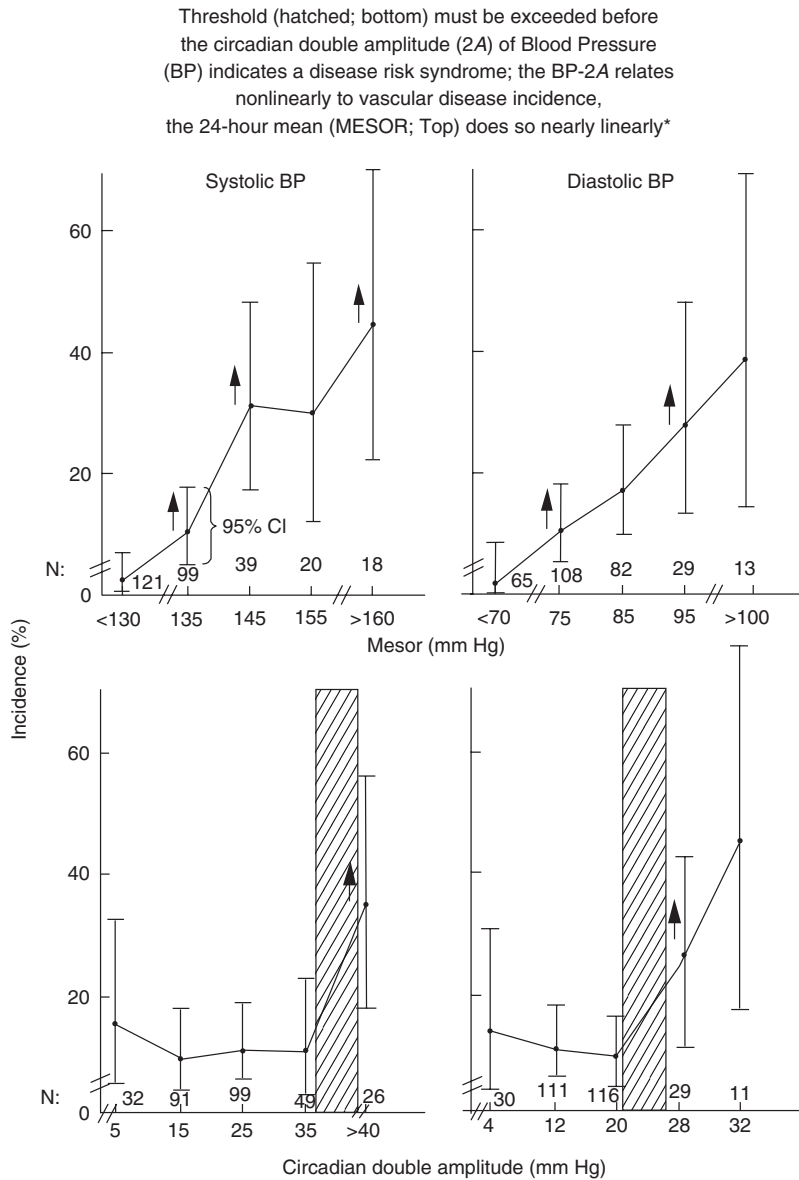 Threshold (hatched; bottom) must be exceeded before
the circadian double amplitude (2A) of Blood Pressure
(BP) indicates a disease risk syndrome; the BP-2A relates
nonlinearly to vascular disease incidence,
the 24-hour mean (MESOR; Top) does so nearly linearly*
Systolic BP
Diastolic BP
60
40
20
95% CI
N: 121 99 39 20 18
65 108 82 29 13
0
<130 135 145 155 >160
<70 75 85 95 >100
Mesor (mm Hg)
Incidence (%)
60
40
20
N: 32 91 99 49 26
30 111 116 29 11
0
5 15 25 35 >40
4 12 20 28 32
Circadian double amplitude (mm Hg)